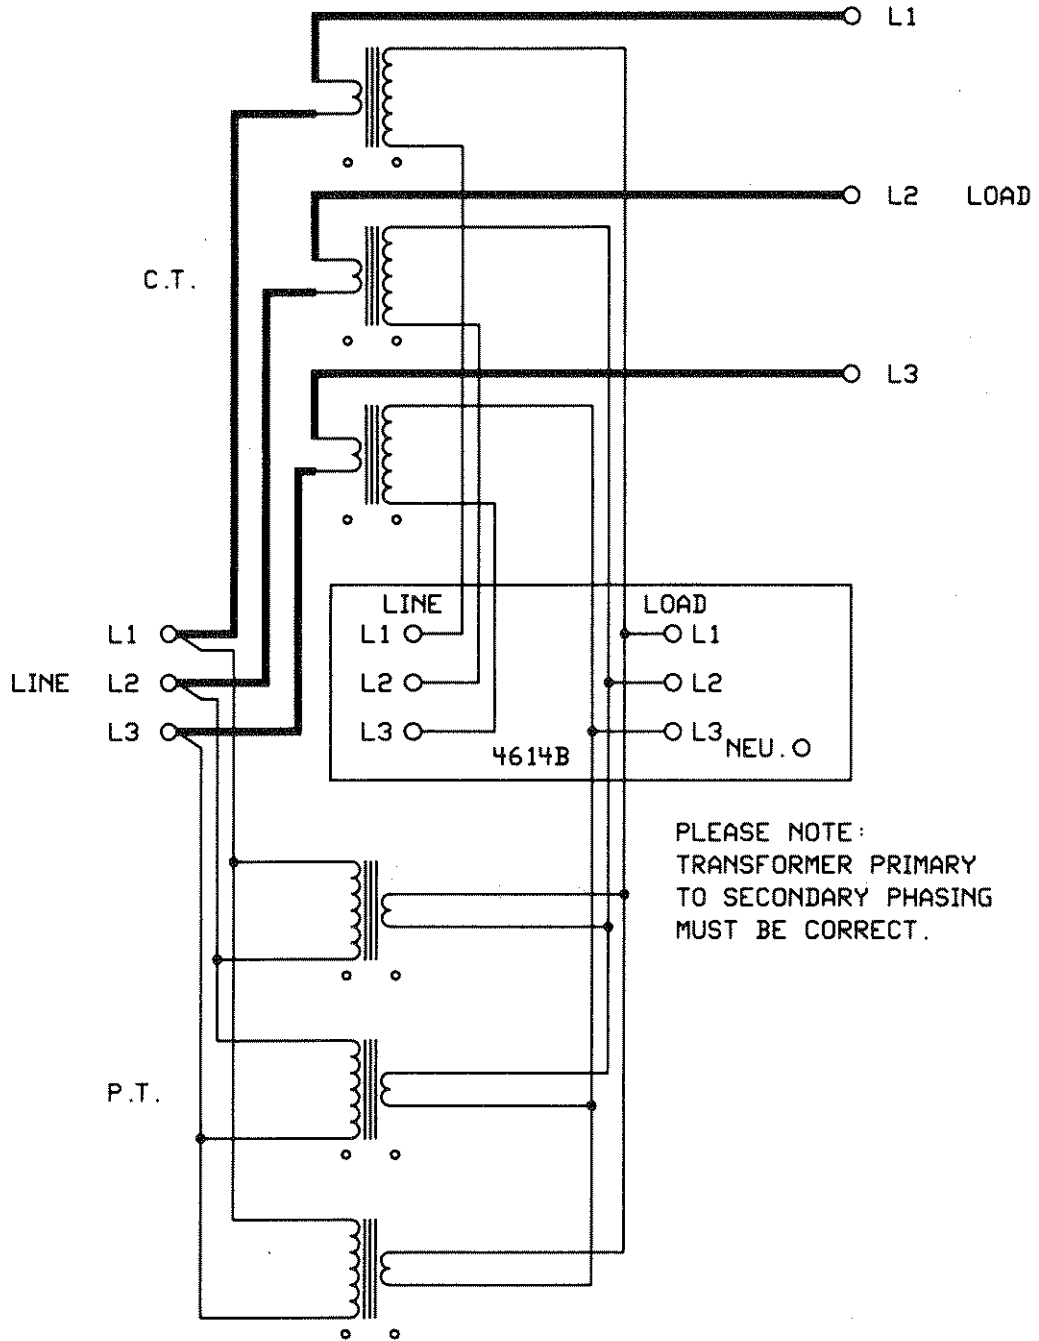 L1
L2 LOAD
C.T.
L3
LINE LOAD
L1 L1 L1
LINE L2 L2 L2
L3 L3 L3
NEU.
4614B
PLEASE NOTE:
TRANSFORMER PRIMARY
TO SECONDARY PHASING
MUST BE CORRECT.
P.T.